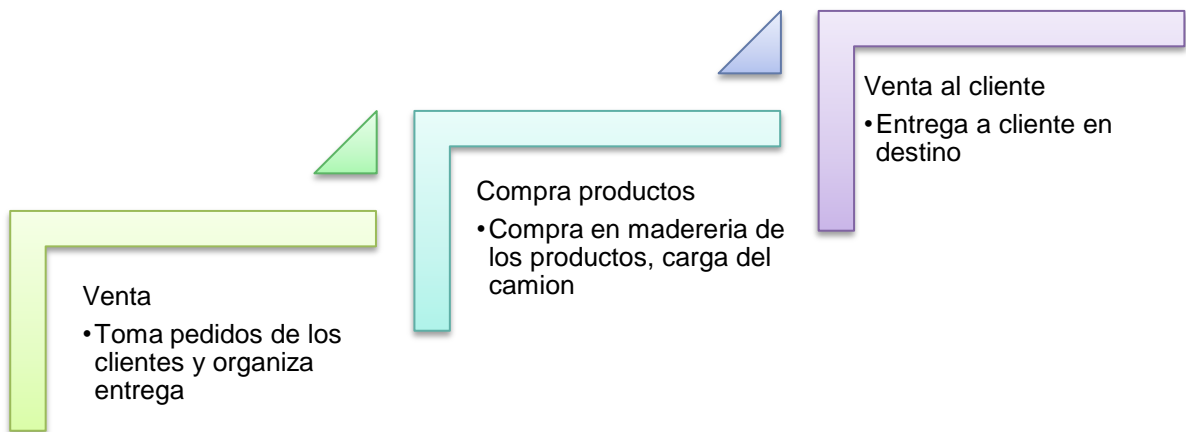 Venta
•Toma pedidos de los
clientes y organiza
entrega
Compra productos
•Compra en madereria de
los productos, carga del
camion
Venta al cliente
•Entrega a cliente en
destino